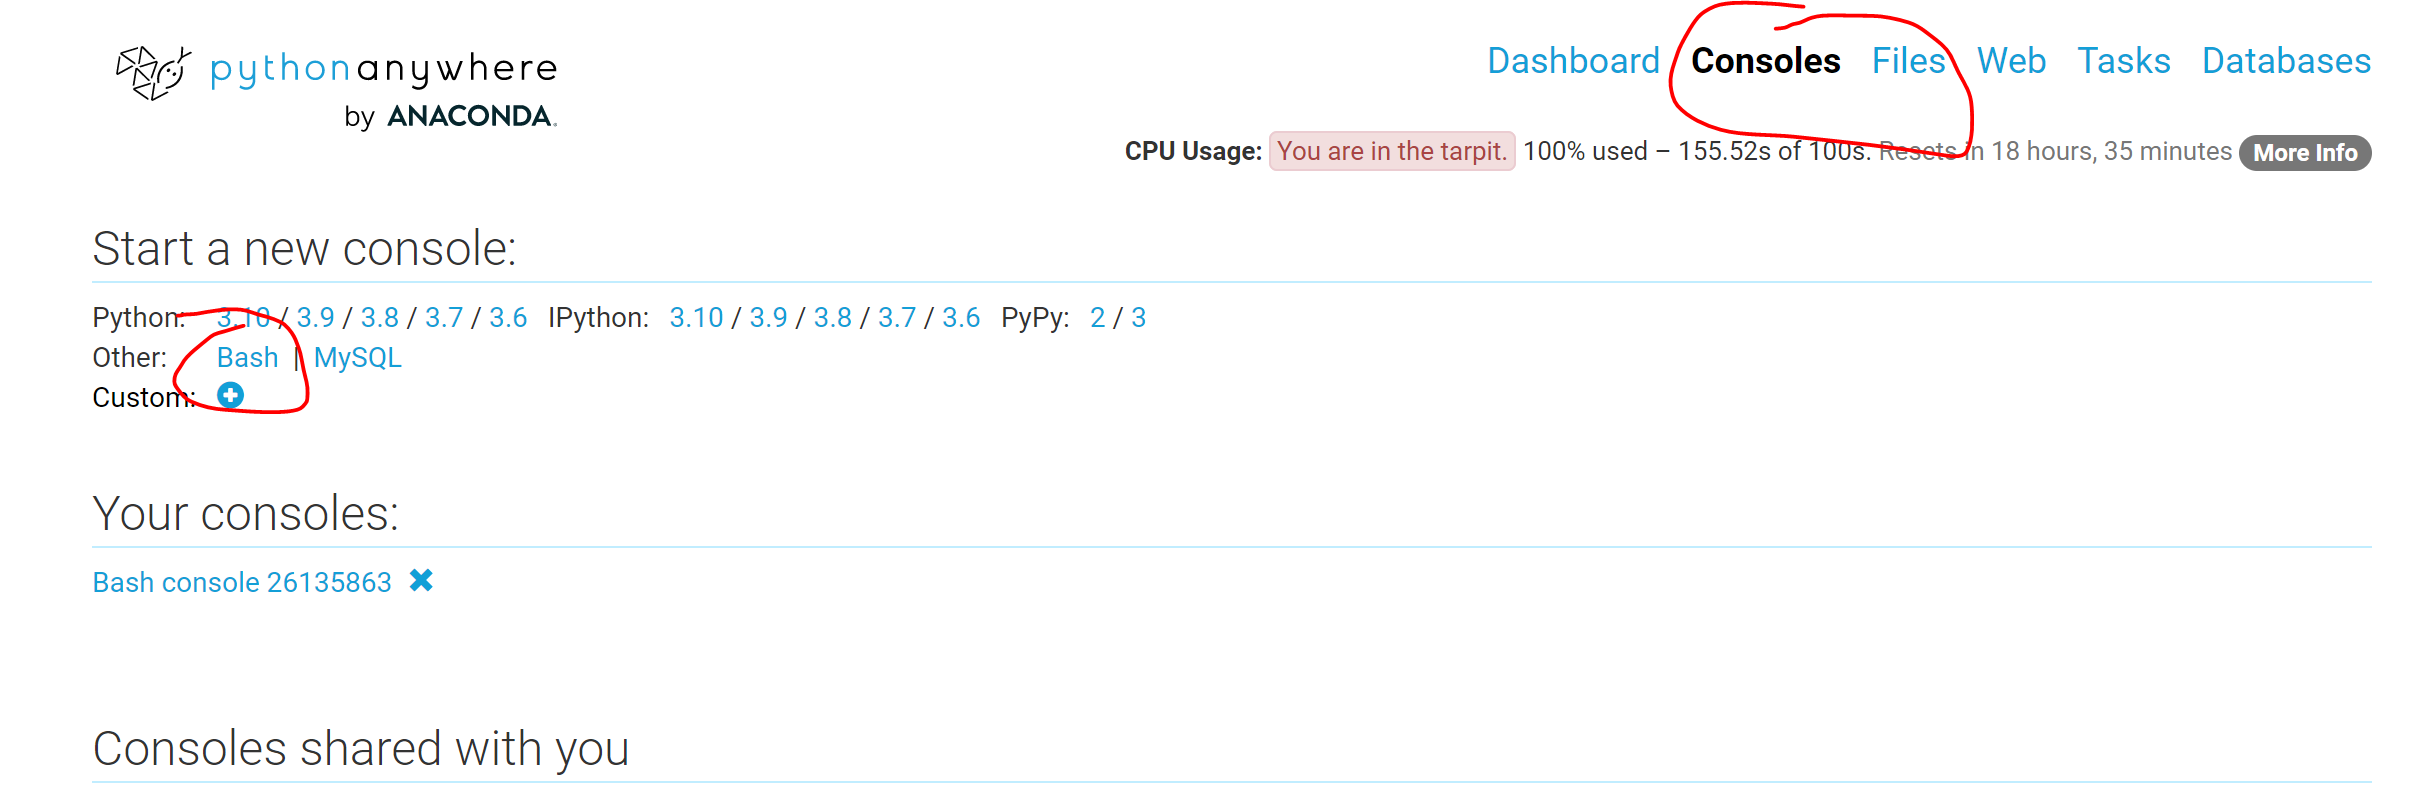 pythonanywhere
by ANACONDA.
Dashboard Consoles Files Web Tasks Databases
CPU Usage: You are in the tarpit. 100% used – 155.52s of 100s. Resets in 18 hours, 35 minutes More Info
Start a new console:
Python: 3.10 / 3.9 / 3.8 / 3.7 / 3.6 IPython: 3.10 / 3.9 / 3.8 / 3.7 / 3.6 PyPy: 2 / 3
Other: Bash | MySQL
Custom:
Your consoles:
Bash console 26135863
Consoles shared with you